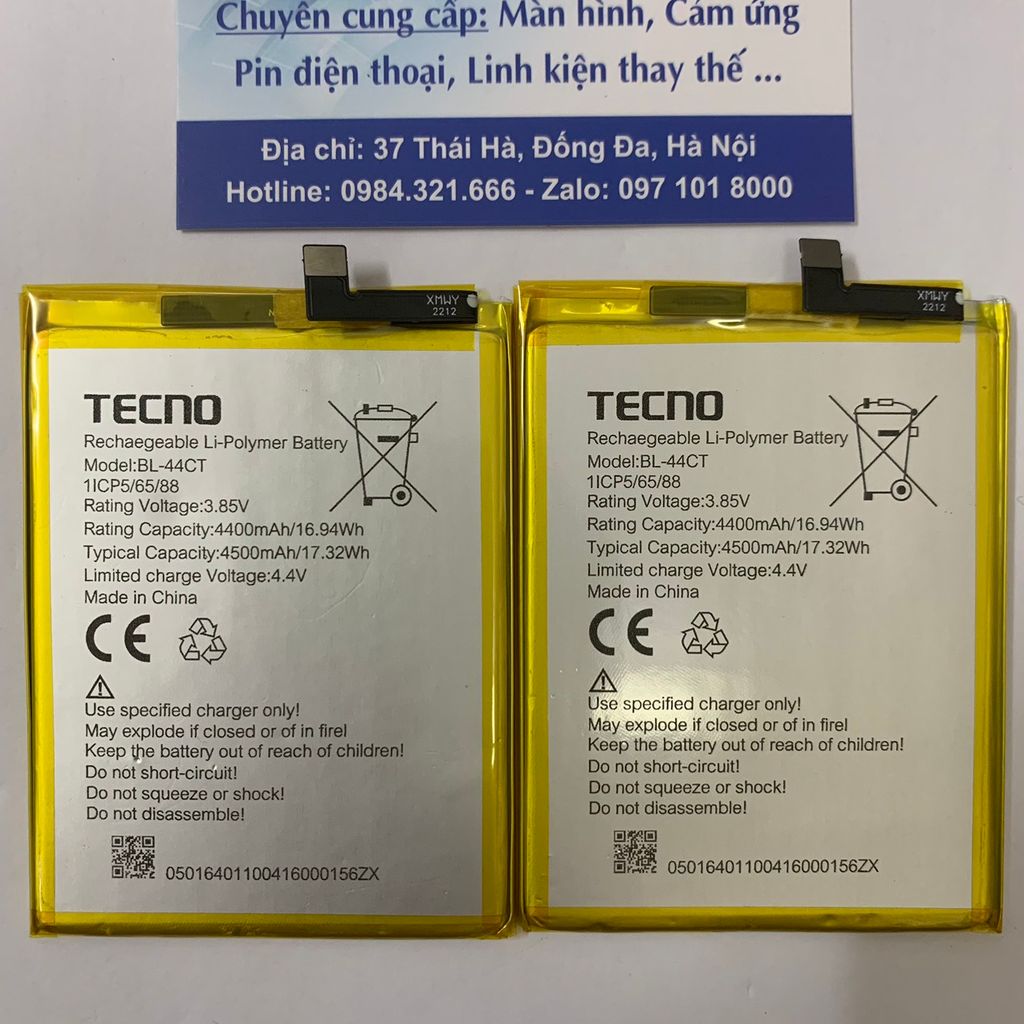 Chuyên cung cấp: Màn hình, Cảm ứng
Pin điện thoại, Linh kiện thay thế ...
Địa chỉ: 37 Thái Hà, Đống Đa, Hà Nội
Hotline: 0984.321.666 - Zalo: 097 101 8000
XMWY
2212
N
TECNO
Rechaegeable Li-Polymer Battery
Model:BL-44CT
1ICP5/65/88
Rating Voltage:3.85V
Rating Capacity:4400mAh/16.94Wh
Typical Capacity:4500mAh/17.32Wh
Limited charge Voltage:4.4V
Made in China
CE
Use specified charger only!
May explode if closed or of in firel
Keep the battery out of reach of children!
Do not short-circuit!
Do not squeeze or shock!
Do not disassemble!
05016401100416000156ZX
XMWY
2212
TECNO
Rechaegeable Li-Polymer Battery
Model:BL-44CT
1ICP5/65/88
Rating Voltage:3.85V
Rating Capacity:4400mAh/16.94Wh
Typical Capacity:4500mAh/17.32Wh
Limited charge Voltage:4.4V
Made in China
CE
Use specified charger only!
May explode if closed or of in firel
Keep the battery out of reach of children!
Do not short-circuit!
Do not squeeze or shock!
Do not disassemble!
05016401100416000156ZX